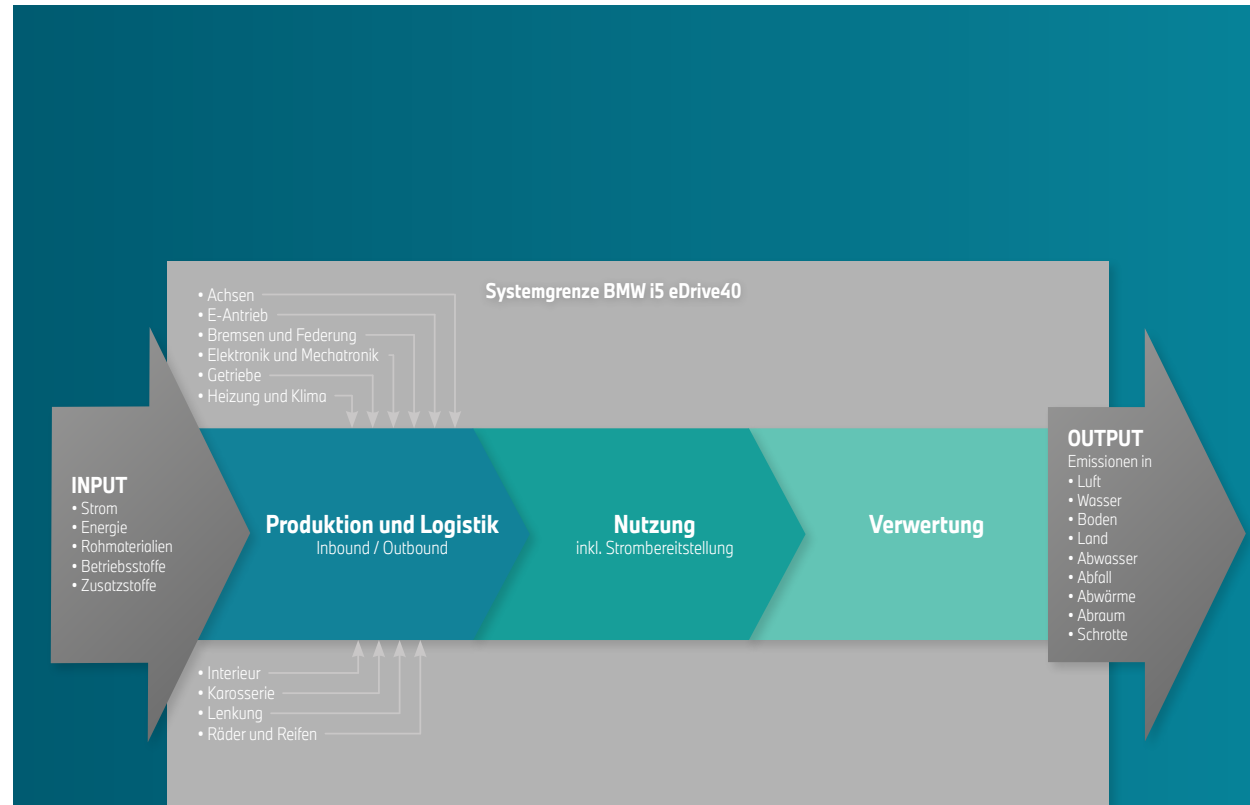 Systemgrenze BMW i5 eDrive40
• Achsen
• E-Antrieb
• Bremsen und Federung
• Elektronik und Mechatronik
• Getriebe
• Heizung und Klima
INPUT
• Strom
• Energie
• Rohmaterialien
• Betriebsstoffe
• Zusatzstoffe
Produktion und Logistik
Inbound / Outbound
Nutzung
inkl. Strombereitstellung
Verwertung
OUTPUT
Emissionen in
• Luft
• Wasser
• Boden
• Land
• Abwasser
• Abfall
• Abwärme
• Abraum
• Schrotte
• Interieur
• Karosserie
• Lenkung
• Räder und Reifen